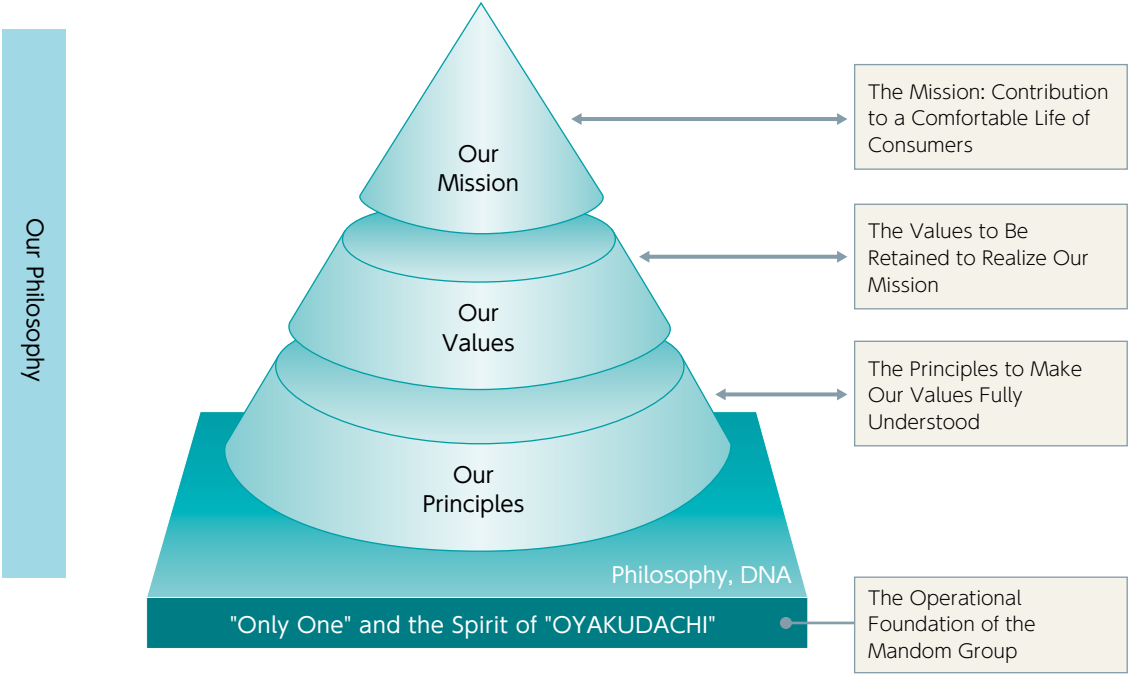 Our Philosophy
Our
Mission
The Mission: Contribution
to a Comfortable Life of
Consumers
Our
Values
The Values to Be
Retained to Realize Our
Mission
Our
Principles
The Principles to Make
Our Values Fully
Understood
Philosophy, DNA
"Only One" and the Spirit of "OYAKUDACHI"
The Operational
Foundation of the
Mandom Group